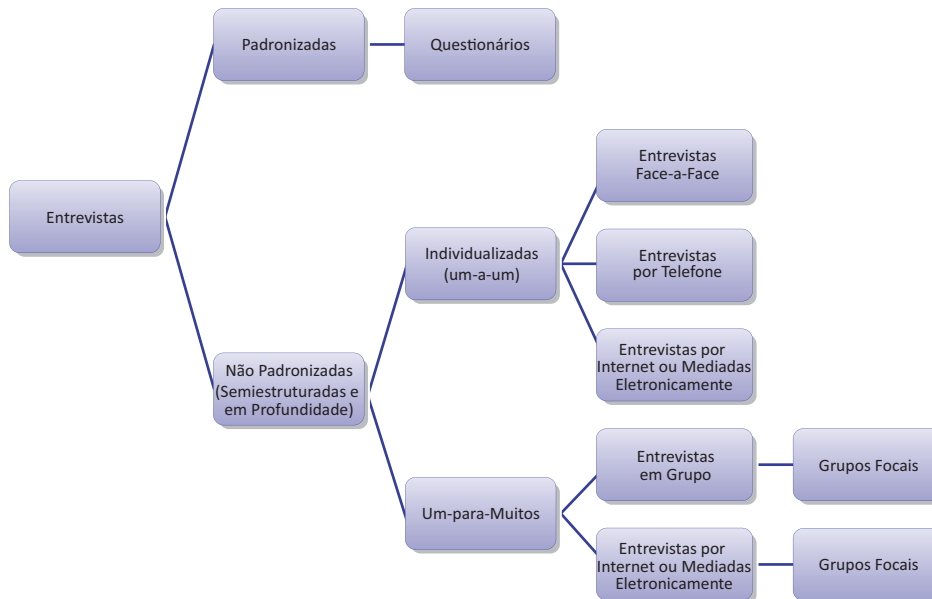 Padronizadas
Questionários
Entrevistas
Não Padronizadas
(Semiestruturadas e
em Profundidade)
Individualizadas
(um-a-um)
Entrevistas
Face-a-Face
Entrevistas
por Telefone
Entrevistas por
Internet ou Mediadas
Eletronicamente
Um-para-Muitos
Entrevistas
em Grupo
Grupos Focais
Entrevistas por
Internet ou Mediadas
Eletronicamente
Grupos Focais